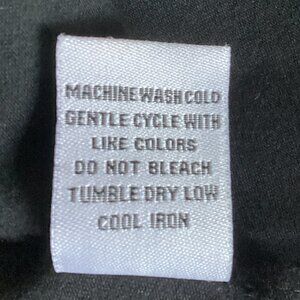 MACHINE WASH COLD
GENTLE CYCLE WITH
LIKE COLORS
DO NOT BLEACH
TUMBLE DRY LOW
COOL IRON